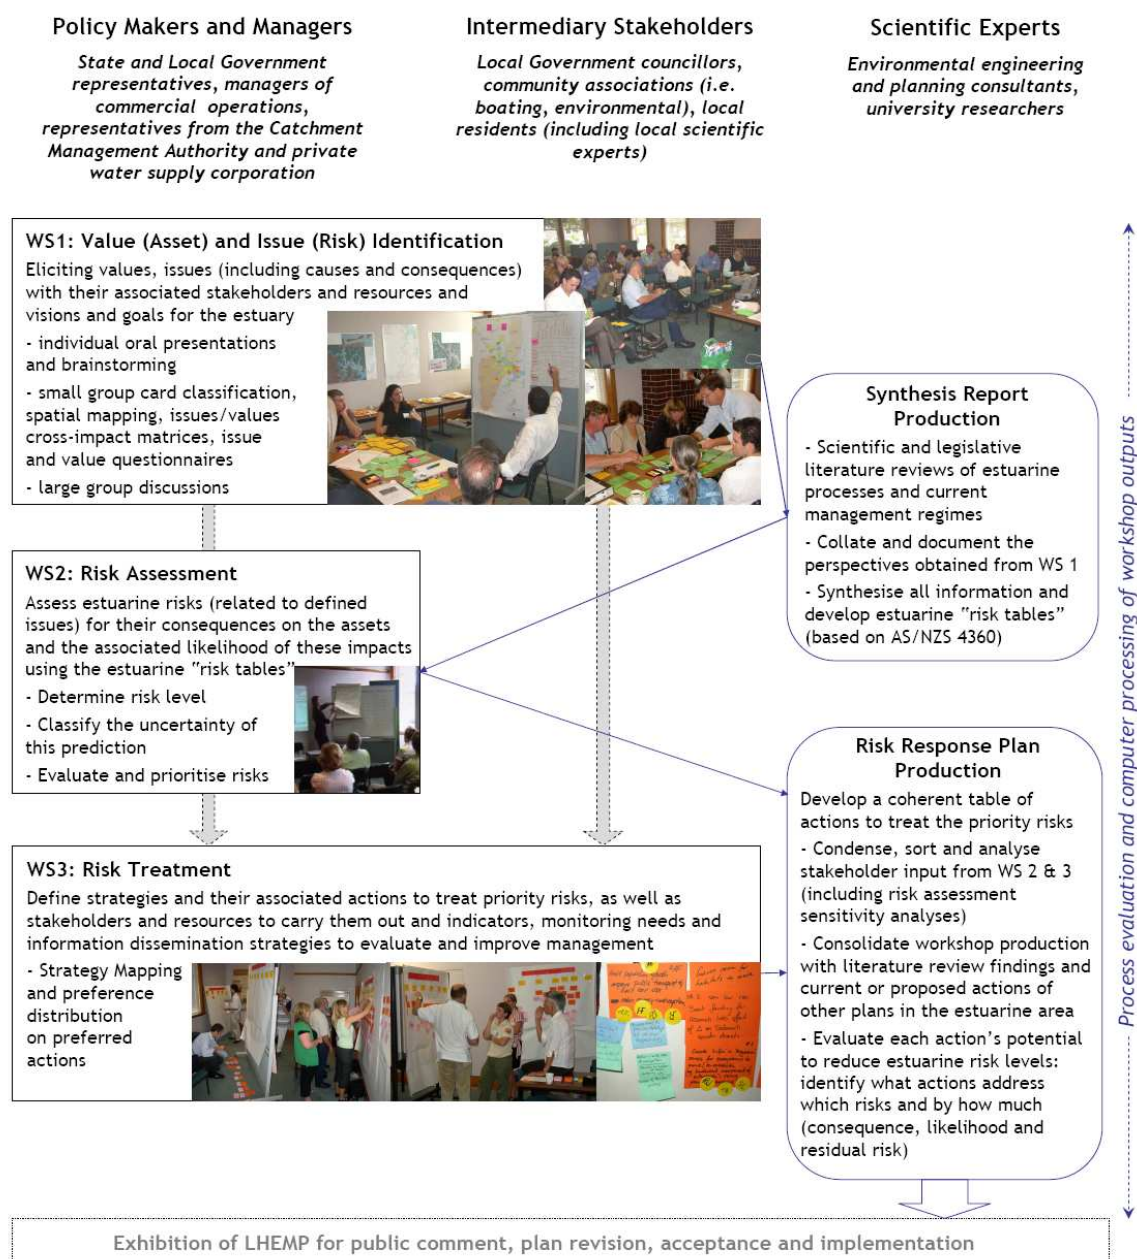 Policy Makers and Managers
State and Local Government
representatives, managers of
commercial operations,
representatives from the Catchment
Management Authority and private
water supply corporation
Intermediary Stakeholders
Local Government councillors,
community associations (i.e.
boating, environmental), local
residents (including local scientific
experts)
Scientific Experts
Environmental engineering
and planning consultants,
university researchers
WS1: Value (Asset) and Issue (Risk) Identification
Eliciting values, issues (including causes and consequences)
with their associated stakeholders and resources and
visions and goals for the estuary
- individual oral presentations
and brainstorming
- small group card classification,
spatial mapping, issues/values
cross-impact matrices, issue
and value questionnaires
- large group discussions
Synthesis Report
Production
- Scientific and legislative
literature reviews of estuarine
processes and current
management regimes
- Collate and document the
perspectives obtained from WS 1
- Synthesise all information and
develop estuarine “risk tables”
(based on AS/NZS 4360)
WS2: Risk Assessment
Assess estuarine risks (related to defined
issues) for their consequences on the assets
and the associated likelihood of these impacts
using the estuarine “risk tables”
- Determine risk level
- Classify the uncertainty of
this prediction
- Evaluate and prioritise risks
Risk Response Plan
Production
Develop a coherent table of
actions to treat the priority risks
- Condense, sort and analyse
stakeholder input from WS 2 & 3
(including risk assessment
sensitivity analyses)
- Consolidate workshop production
with literature review findings and
current or proposed actions of
other plans in the estuarine area
- Evaluate each action’s potential
to reduce estuarine risk levels:
identify what actions address
which risks and by how much
(consequence, likelihood and
residual risk)
WS3: Risk Treatment
Define strategies and their associated actions to treat priority risks, as well as
stakeholders and resources to carry them out and indicators, monitoring needs and
information dissemination strategies to evaluate and improve management
- Strategy Mapping
and preference
distribution
on preferred
actions
Process evaluation and computer processing of workshop outputs
Exhibition of LHEMP for public comment, plan revision, acceptance and implementation